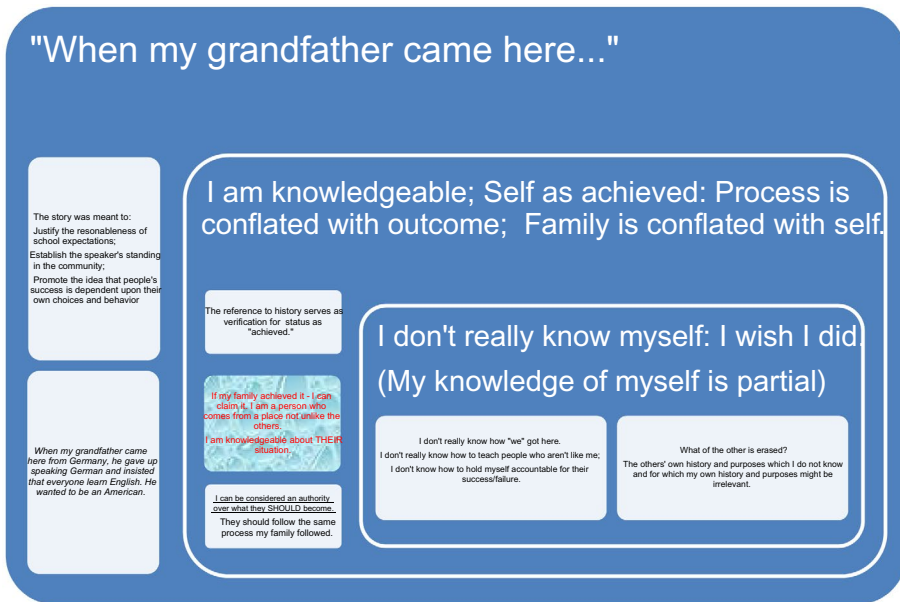 "When my grandfather came here..."
The story was meant to:
Justify the resonableness of
school expectations;
Establish the speaker's standing
in the community;
Promote the idea that people's
success is dependent upon their
own choices and behavior
When my grandfather came
here from Germany, he gave up
speaking German and insisted
that everyone learn English. He
wanted to be an American.
I am knowledgeable; Self as achieved: Process is
conflated with outcome; Family is conflated with self.
The reference to history serves as
verification for status as
"achieved."
If my family achieved it - I can
claim it. I am a person who
comes from a place not unlike the
others.
I am knowledgeable about THEIR
situation.
I can be considered an authority
over what they SHOULD become.
They should follow the same
process my family followed.
I don't really know myself: I wish I did.
(My knowledge of myself is partial)
I don't really know how "we" got here.
I don't really know how to teach people who aren't like me;
I don't know how to hold myself accountable for their
success/failure.
What of the other is erased?
The others' own history and purposes which I do not know
and for which my own history and purposes might be
irrelevant.